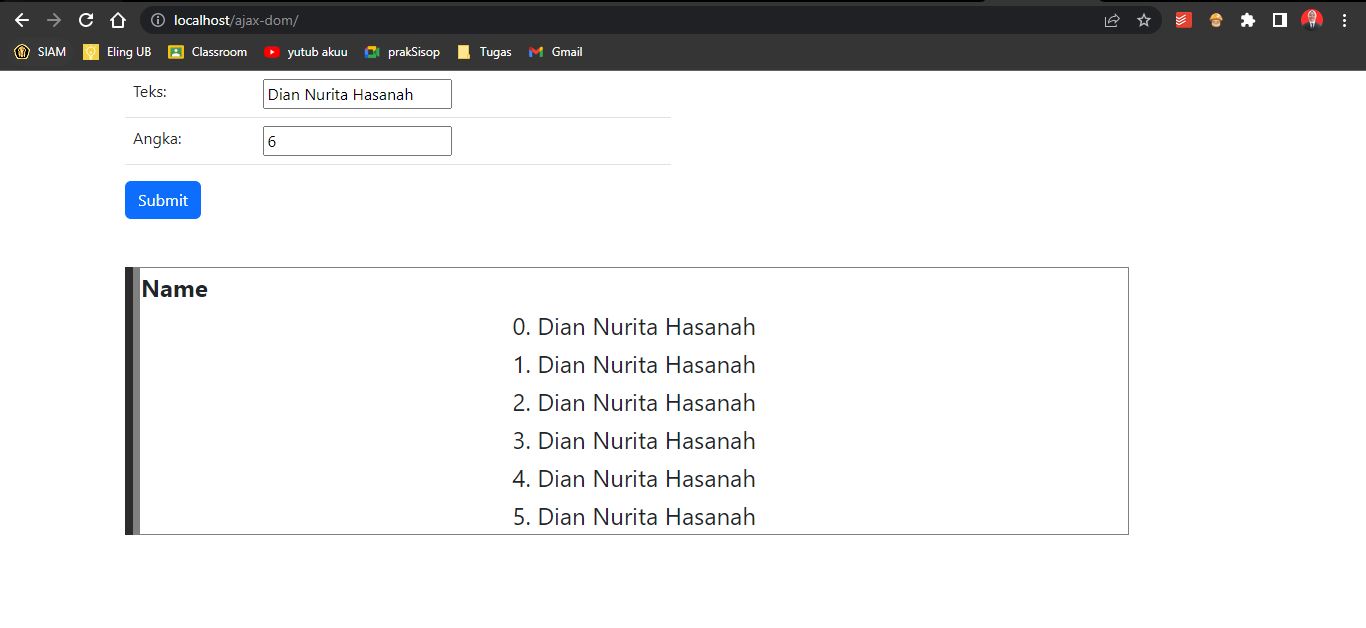 localhost/ajax-dom/
SIAM Eling UB Classroom yutub akuu prakSisop Tugas Gmail
Teks: Dian Nurita Hasanah
Angka: 6
Submit
Name
0. Dian Nurita Hasanah
1. Dian Nurita Hasanah
2. Dian Nurita Hasanah
3. Dian Nurita Hasanah
4. Dian Nurita Hasanah
5. Dian Nurita Hasanah